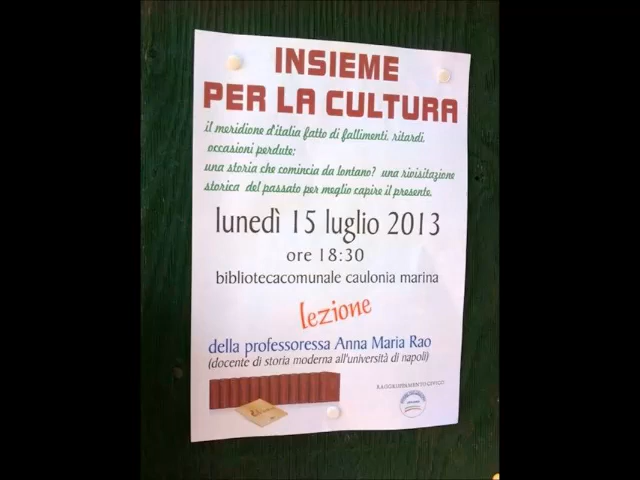 INSIEME
PER LA CULTURA
il meridione d'italia fatto di fallimenti, ritardi,
occasioni perdute;
una storia che comincia da lontano? una rivisitazione
storica del passato per meglio capire il presente.
lunedì 15 luglio 2013
ore 18:30
bibliotecacomunale caulonia marina
lezione
della professoressa Anna Maria Rao
(docente di storia moderna all'università di napoli)
RAGGRUPPAMENTO CIVICO